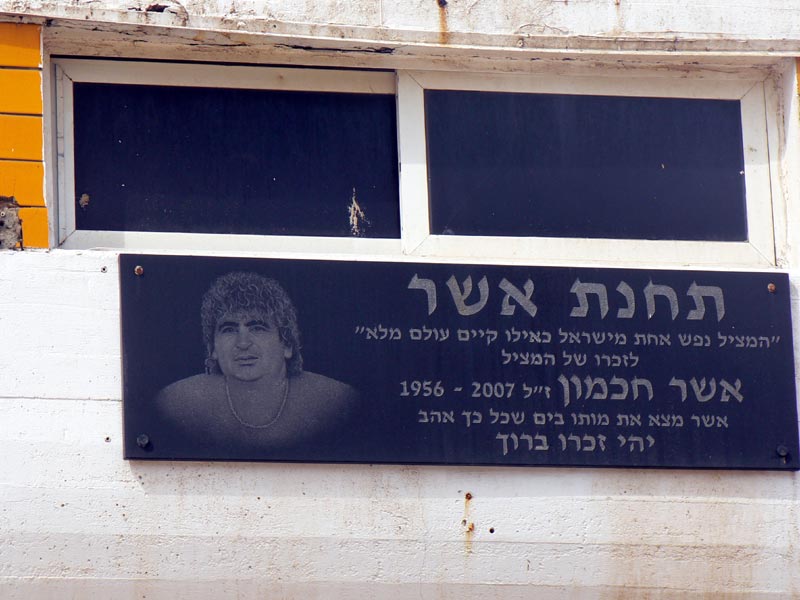 תחנת אשר
"המציל נפש אחת מישראל כאילו קיים עולם מלא"
לזכרו של המציל
אשר חכמון ז"ל 2007 - 1956
אשר מצא את מותו בים שכל כך אהב
יהי זכרו ברוך